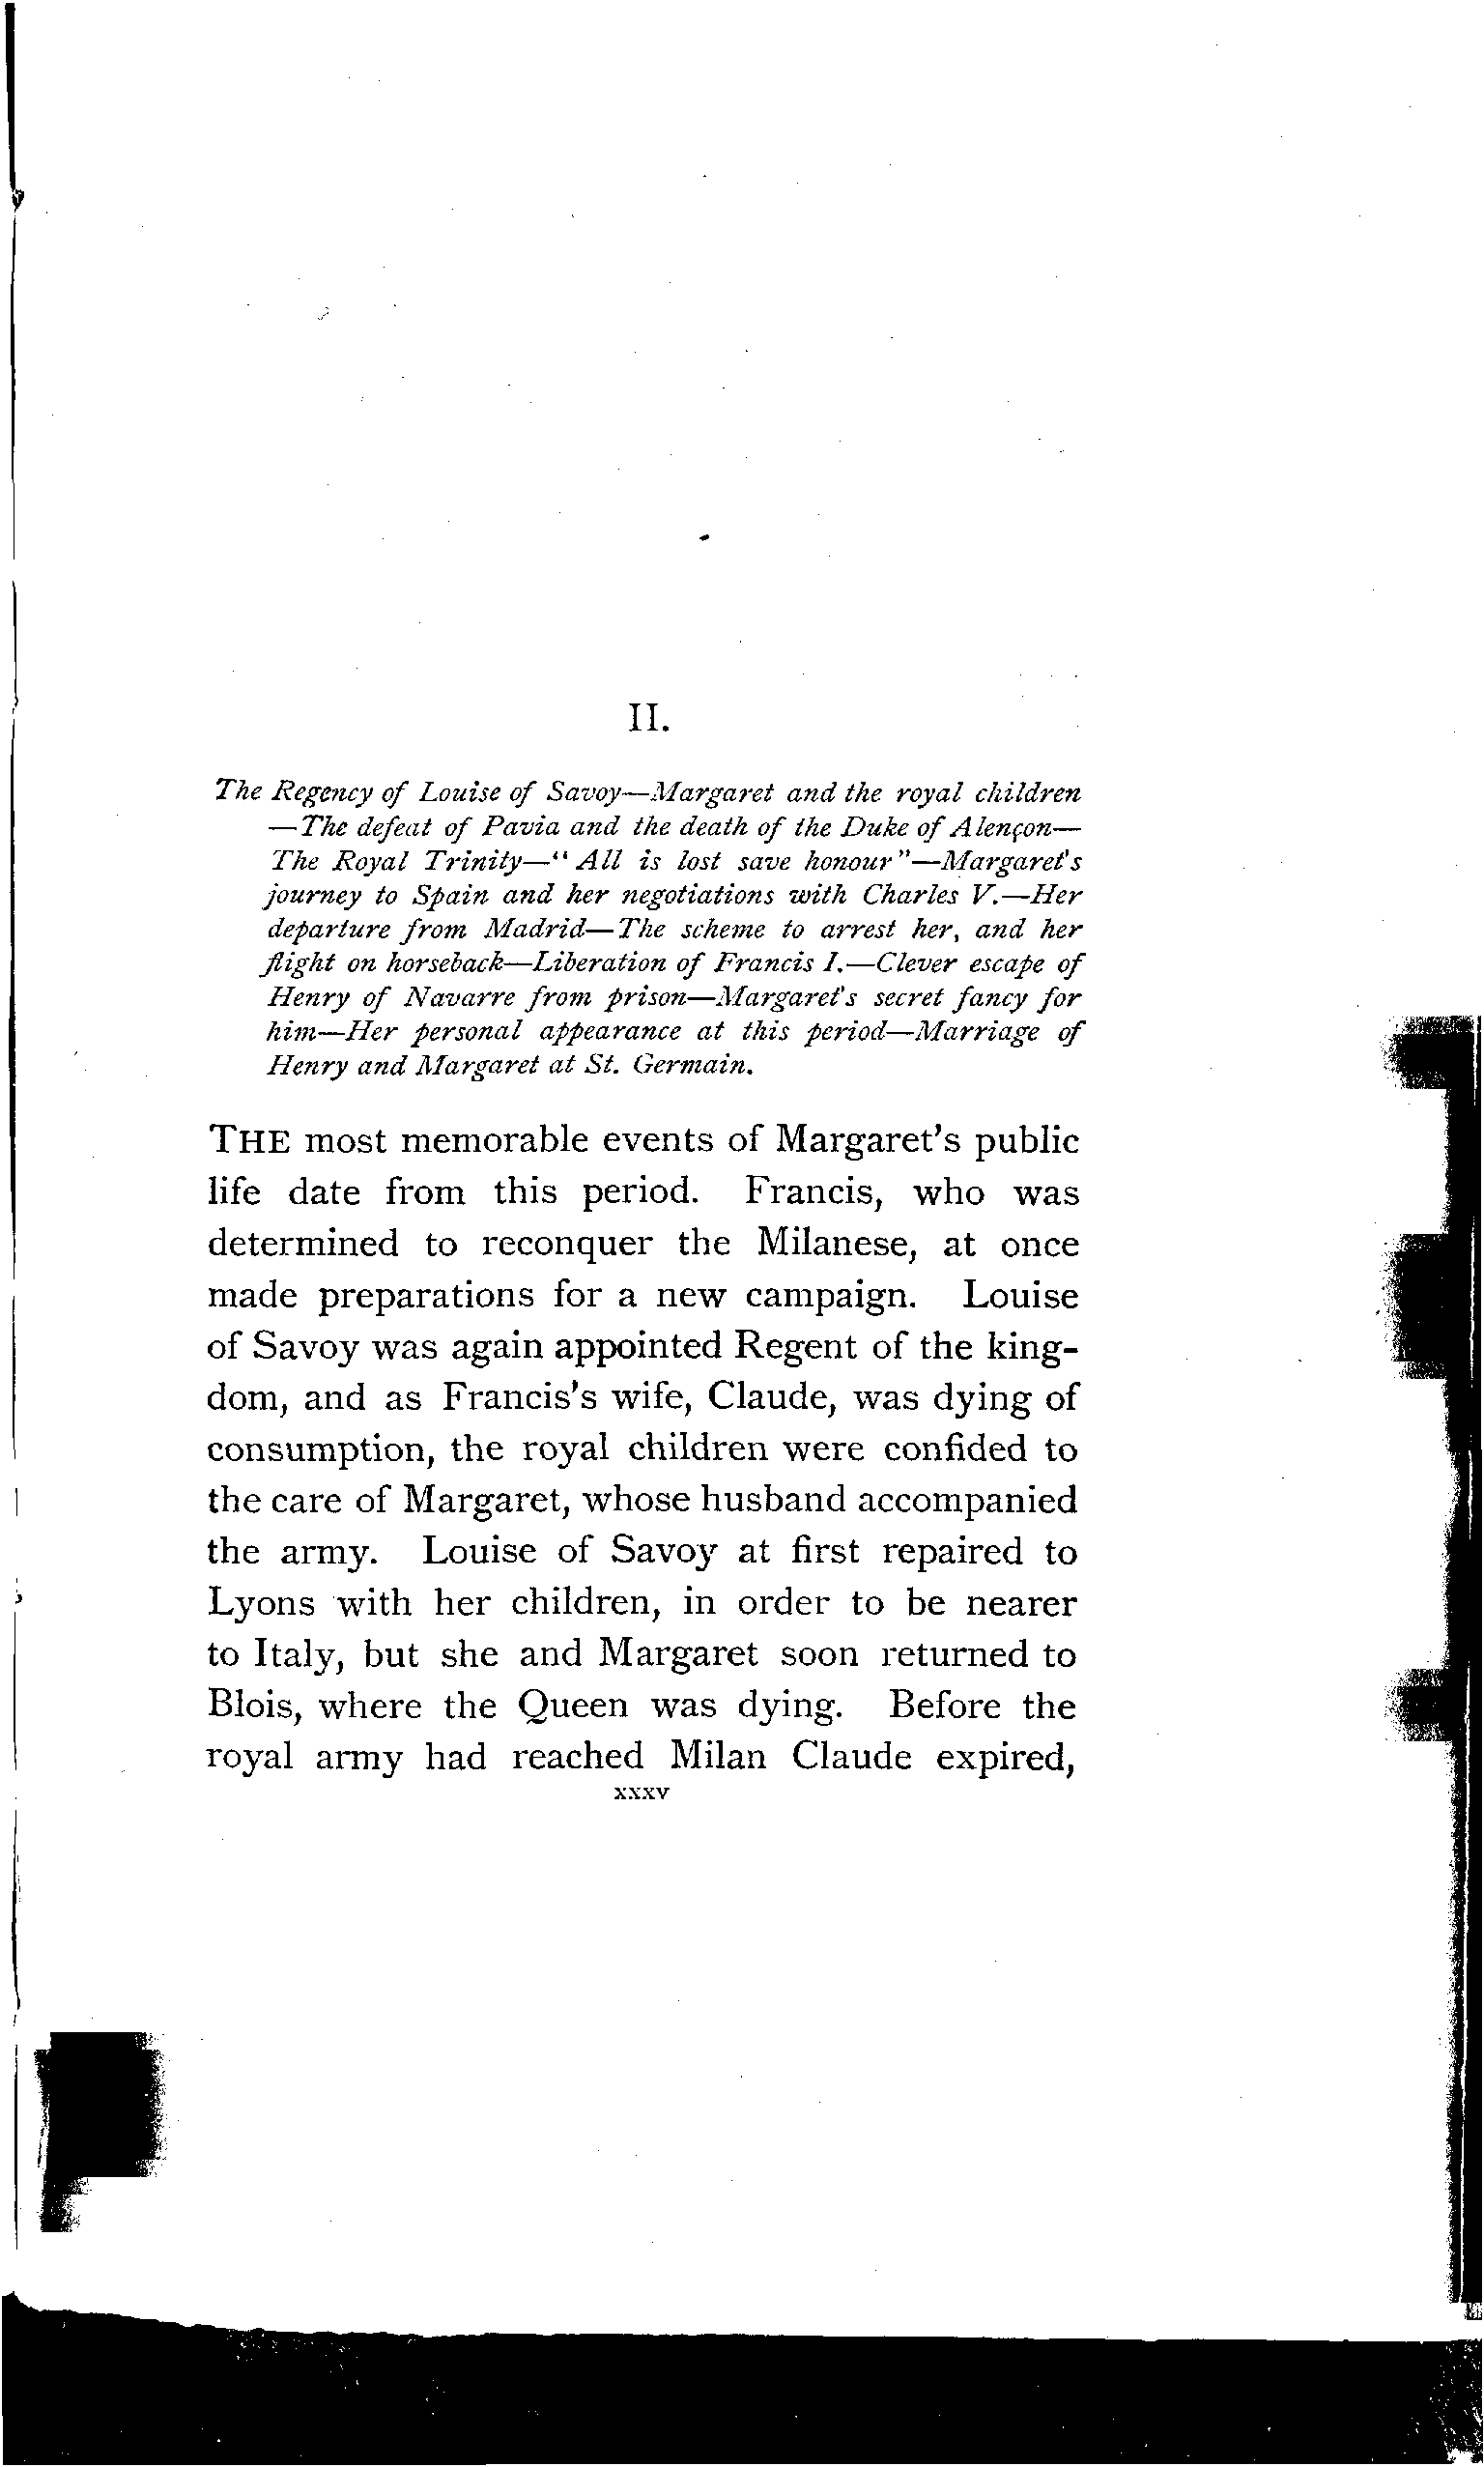 II.
The Regency of Louise of Savoy—Margaret and the royal children
—The defeat of Pavia and the death of the Duke of Alençon—
The Royal Trinity—" All is lost save honour"—Margaret's
journey to Spain and her negotiations with Charles V.—Her
departure from Madrid—The scheme to arrest her, and her
flight on horseback—Liberation of Francis I.—Clever escape of
Henry of Navarre from prison—Margaret's secret fancy for
him—Her personal appearance at this period—Marriage of
Henry and Margaret at St. Germain.
THE most memorable events of Margaret's public
life date from this period. Francis, who was
determined to reconquer the Milanese, at once
made preparations for a new campaign. Louise
of Savoy was again appointed Regent of the king-
dom, and as Francis's wife, Claude, was dying of
consumption, the royal children were confided to
the care of Margaret, whose husband accompanied
the army. Louise of Savoy at first repaired to
Lyons with her children, in order to be nearer
to Italy, but she and Margaret soon returned to
Blois, where the Queen was dying. Before the
royal army had reached Milan Claude expired,
xxxv